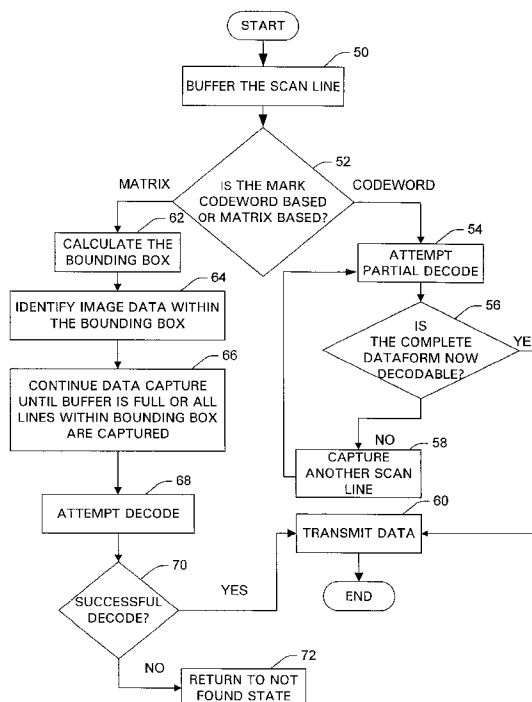 START
50
BUFFER THE SCAN LINE
52
IS THE MARK
CODEWORD BASED
OR MATRIX BASED?
MATRIX
CODEWORD
62
CALCULATE THE
BOUNDING BOX
64
IDENTIFY IMAGE DATA WITHIN
THE BOUNDING BOX
66
CONTINUE DATA CAPTURE
UNTIL BUFFER IS FULL OR ALL
LINES WITHIN BOUNDING BOX
ARE CAPTURED
68
ATTEMPT DECODE
70
SUCCESSFUL
DECODE?
YES
NO
72
RETURN TO NOT
FOUND STATE
54
ATTEMPT
PARTIAL DECODE
56
IS
THE COMPLETE
DATAFORM NOW
DECODABLE?
YE
NO
58
CAPTURE
ANOTHER SCAN
LINE
60
TRANSMIT DATA
END